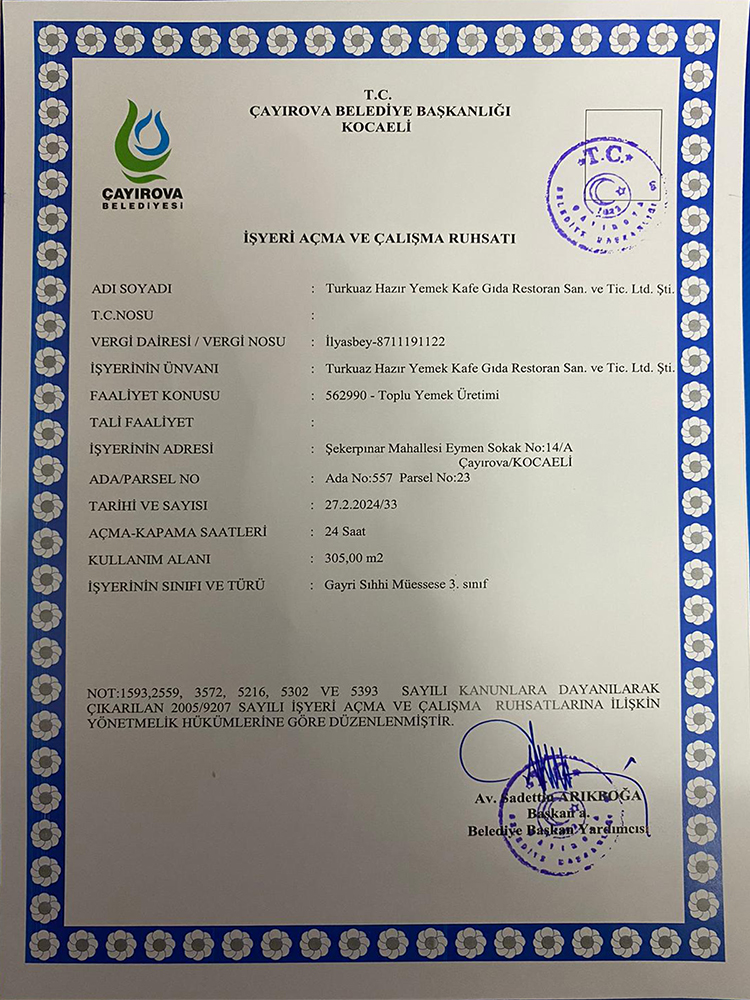 T.C.
ÇAYIROVA BELEDİYE BAŞKANLIĞI
KOCAELİ
ÇAYIROVA
BELEDİYESİ
T.C.
1923
ÇAYIROVA
BELEDİYE BAŞKANLIĞI
İŞYERİ AÇMA VE ÇALIŞMA RUHSATI
ADI SOYADI : Turkuaz Hazır Yemek Kafe Gıda Restoran San. ve Tic. Ltd. Şti.
T.C.NOSU :
VERGİ DAİRESİ / VERGİ NOSU : İlyasbey-8711191122
İŞYERİNİN ÜNVANI : Turkuaz Hazır Yemek Kafe Gıda Restoran San. ve Tic. Ltd. Şti.
FAALİYET KONUSU : 562990 - Toplu Yemek Üretimi
TALİ FAALİYET :
İŞYERİNİN ADRESİ : Şekerpınar Mahallesi Eymen Sokak No:14/A
Çayırova/KOCAELİ
ADA/PARSEL NO : Ada No:557 Parsel No:23
TARİHİ VE SAYISI : 27.2.2024/33
AÇMA-KAPAMA SAATLERİ : 24 Saat
KULLANIM ALANI : 305,00 m2
İŞYERİNİN SINIFI VE TÜRÜ : Gayri Sıhhi Müessese 3. sınıf
NOT:1593,2559, 3572, 5216, 5302 VE 5393 SAYILI KANUNLARA DAYANILARAK
ÇIKARILAN 2005/9207 SAYILI İŞYERİ AÇMA VE ÇALIŞMA RUHSATLARINA İLİŞKİN
YÖNETMELİK HÜKÜMLERİNE GÖRE DÜZENLENMİŞTİR.
Av. Sadettin ARIKBOĞA
Başkan a.
Belediye Başkan Yardımcısı